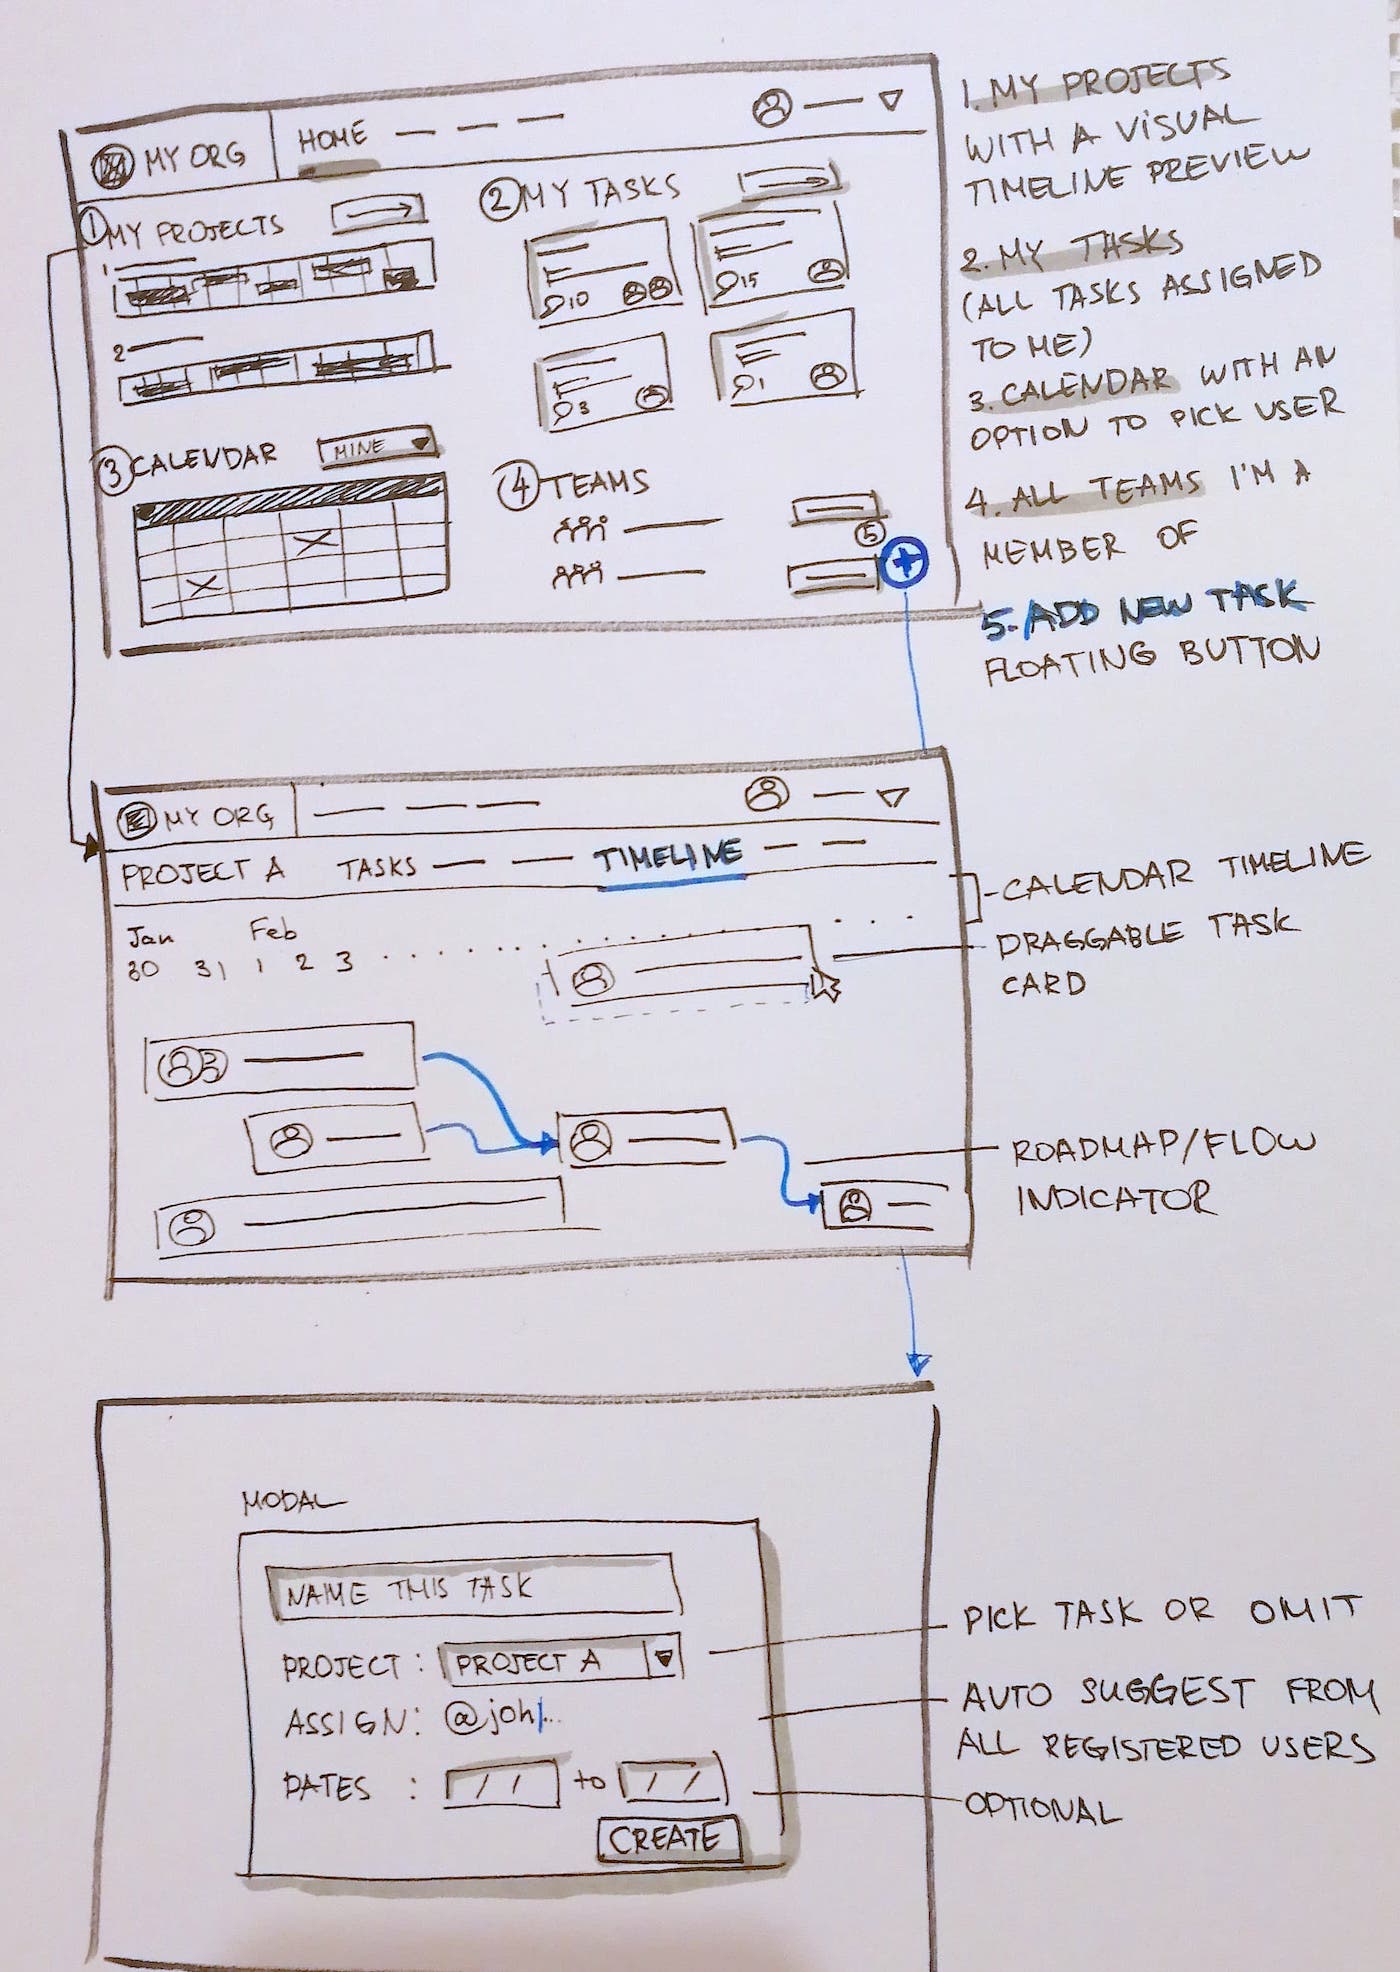 MY ORG HOME
① MY PROJECTS
1
2
② MY TASKS
10
15
3
1
③ CALENDAR MINE
④ TEAMS
⑤
+
1. MY PROJECTS
WITH A VISUAL
TIMELINE PREVIEW
2. MY TASKS
(ALL TASKS ASSIGNED
TO ME)
3. CALENDAR WITH AN
OPTION TO PICK USER
4. ALL TEAMS I'M A
MEMBER OF
5. ADD NEW TASK
FLOATING BUTTON
MY ORG
PROJECT A TASKS TIMELINE
Jan Feb
30 31 1 2 3 . . . . . . . . . . . .
CALENDAR TIMELINE
DRAGGABLE TASK
CARD
ROADMAP/FLOW
INDICATOR
MODAL
NAME THIS TASK
PROJECT : PROJECT A
ASSIGN: @joh|...
DATES : / / to / /
CREATE
PICK TASK OR OMIT
AUTO SUGGEST FROM
ALL REGISTERED USERS
OPTIONAL